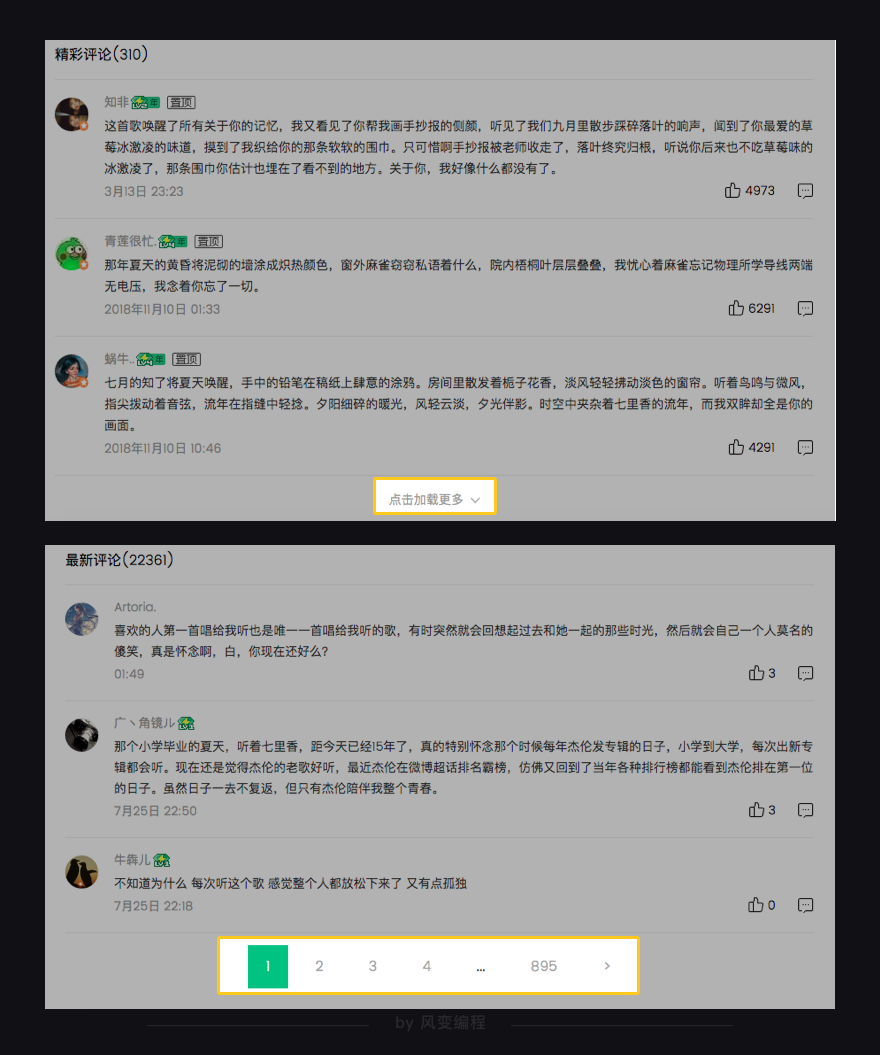 精彩评论(310)
知非 年 置顶
这首歌唤醒了所有关于你的记忆，我又看见了你帮我画手抄报的侧颜，听见了我们九月里散步踩碎落叶的响声，闻到了你最爱的草
莓冰激凌的味道，摸到了我织给你的那条软软的围巾。只可惜啊手抄报被老师收走了，落叶终究归根，听说你后来也不吃草莓味的
冰激凌了，那条围巾你估计也埋在了看不到的地方。关于你，我好像什么都没有了。
3月13日 23:23
4973
青莲很忙. 年 置顶
那年夏天的黄昏将泥砌的墙涂成炽热颜色，窗外麻雀窃窃私语着什么，院内梧桐叶层层叠叠，我忧心着麻雀忘记物理所学导线两端
无电压，我念着你忘了一切。
2018年11月10日 01:33
6291
蜗牛.. 年 置顶
七月的知了将夏天唤醒，手中的铅笔在稿纸上肆意的涂鸦。房间里散发着栀子花香，淡风轻轻拂动淡色的窗帘。听着鸟鸣与微风，
指尖拨动着音弦，流年在指缝中轻捻。夕阳细碎的暖光，风轻云淡，夕光伴影。时空中夹杂着七里香的流年，而我双眸却全是你的
画面。
2018年11月10日 10:46
4291
点击加载更多
最新评论(22361)
Artoria.
喜欢的人第一首唱给我听也是唯一一首唱给我听的歌，有时突然就会回想起过去和她一起的那些时光，然后就会自己一个人莫名的
傻笑，真是怀念啊，白，你现在还好么？
01:49
3
广丶角镜ル
那个小学毕业的夏天，听着七里香，距今天已经15年了，真的特别怀念那个时候每年杰伦发专辑的日子，小学到大学，每次出新专
辑都会听。现在还是觉得杰伦的老歌好听，最近杰伦在微博超话排名霸榜，仿佛又回到了当年各种排行榜都能看到杰伦排在第一位
的日子。虽然日子一去不复返，但只有杰伦陪伴我整个青春。
7月25日 22:50
3
牛犇儿
不知道为什么 每次听这个歌 感觉整个人都放松下来了 又有点孤独
7月25日 22:18
0
1 2 3 4 ... 895 >
by 风变编程